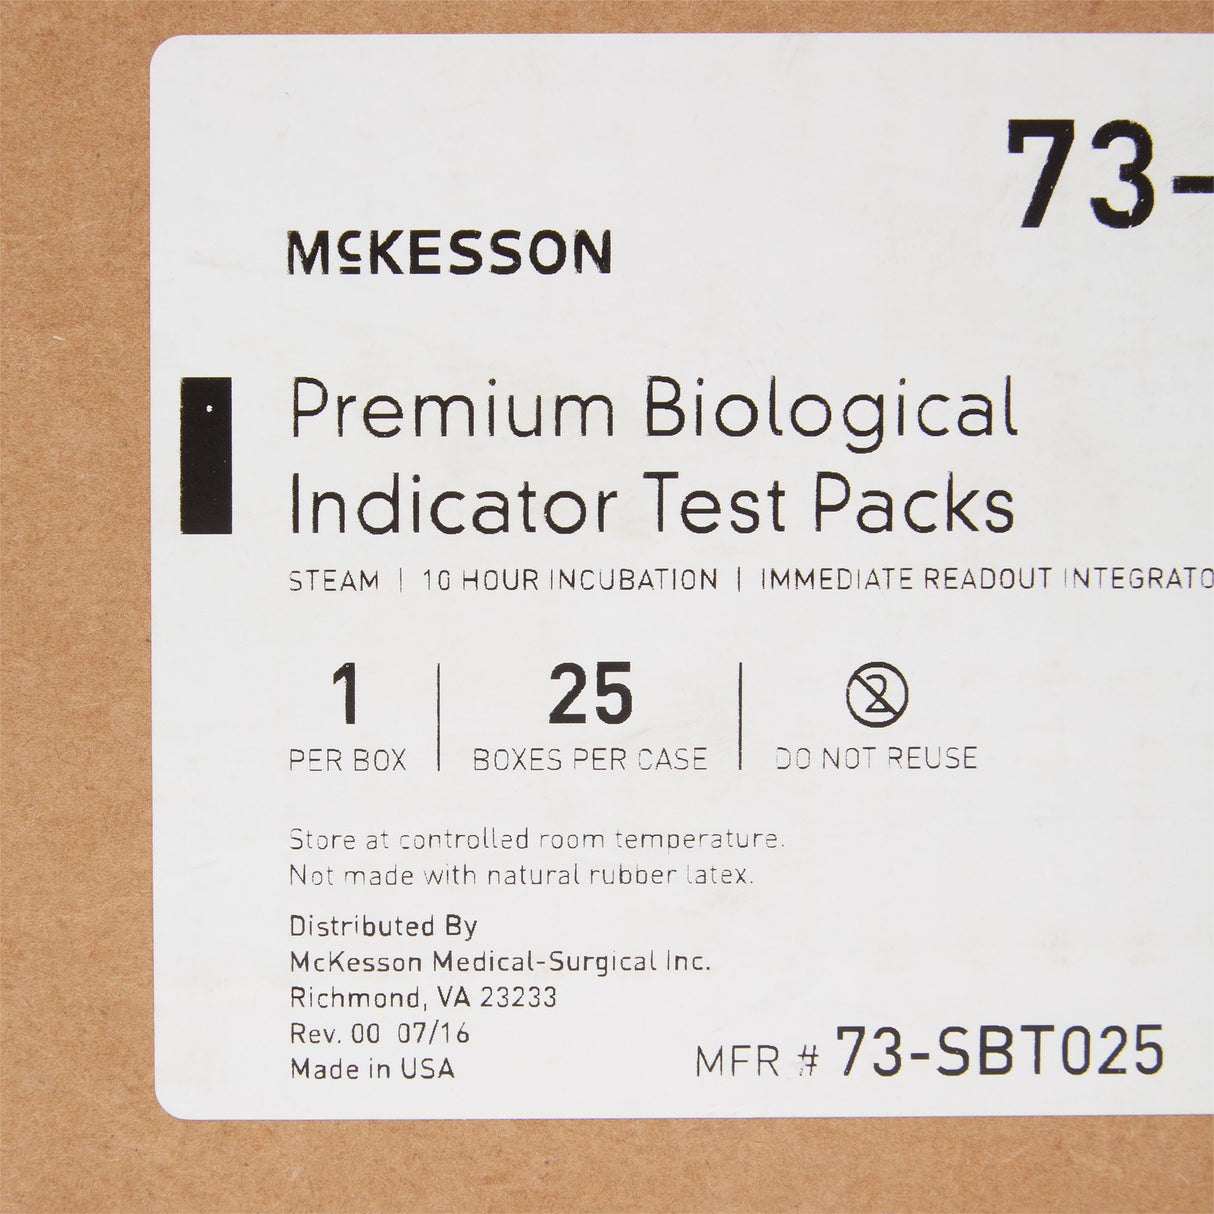 73-
McKESSON
Premium Biological
Indicator Test Packs
STEAM | 10 HOUR INCUBATION | IMMEDIATE READOUT INTEGRATO
1 | 25 | 2
PER BOX | BOXES PER CASE | DO NOT REUSE
Store at controlled room temperature.
Not made with natural rubber latex.
Distributed By
McKesson Medical-Surgical Inc.
Richmond, VA 23233
Rev. 00 07/16
Made in USA
MFR # 73-SBT025